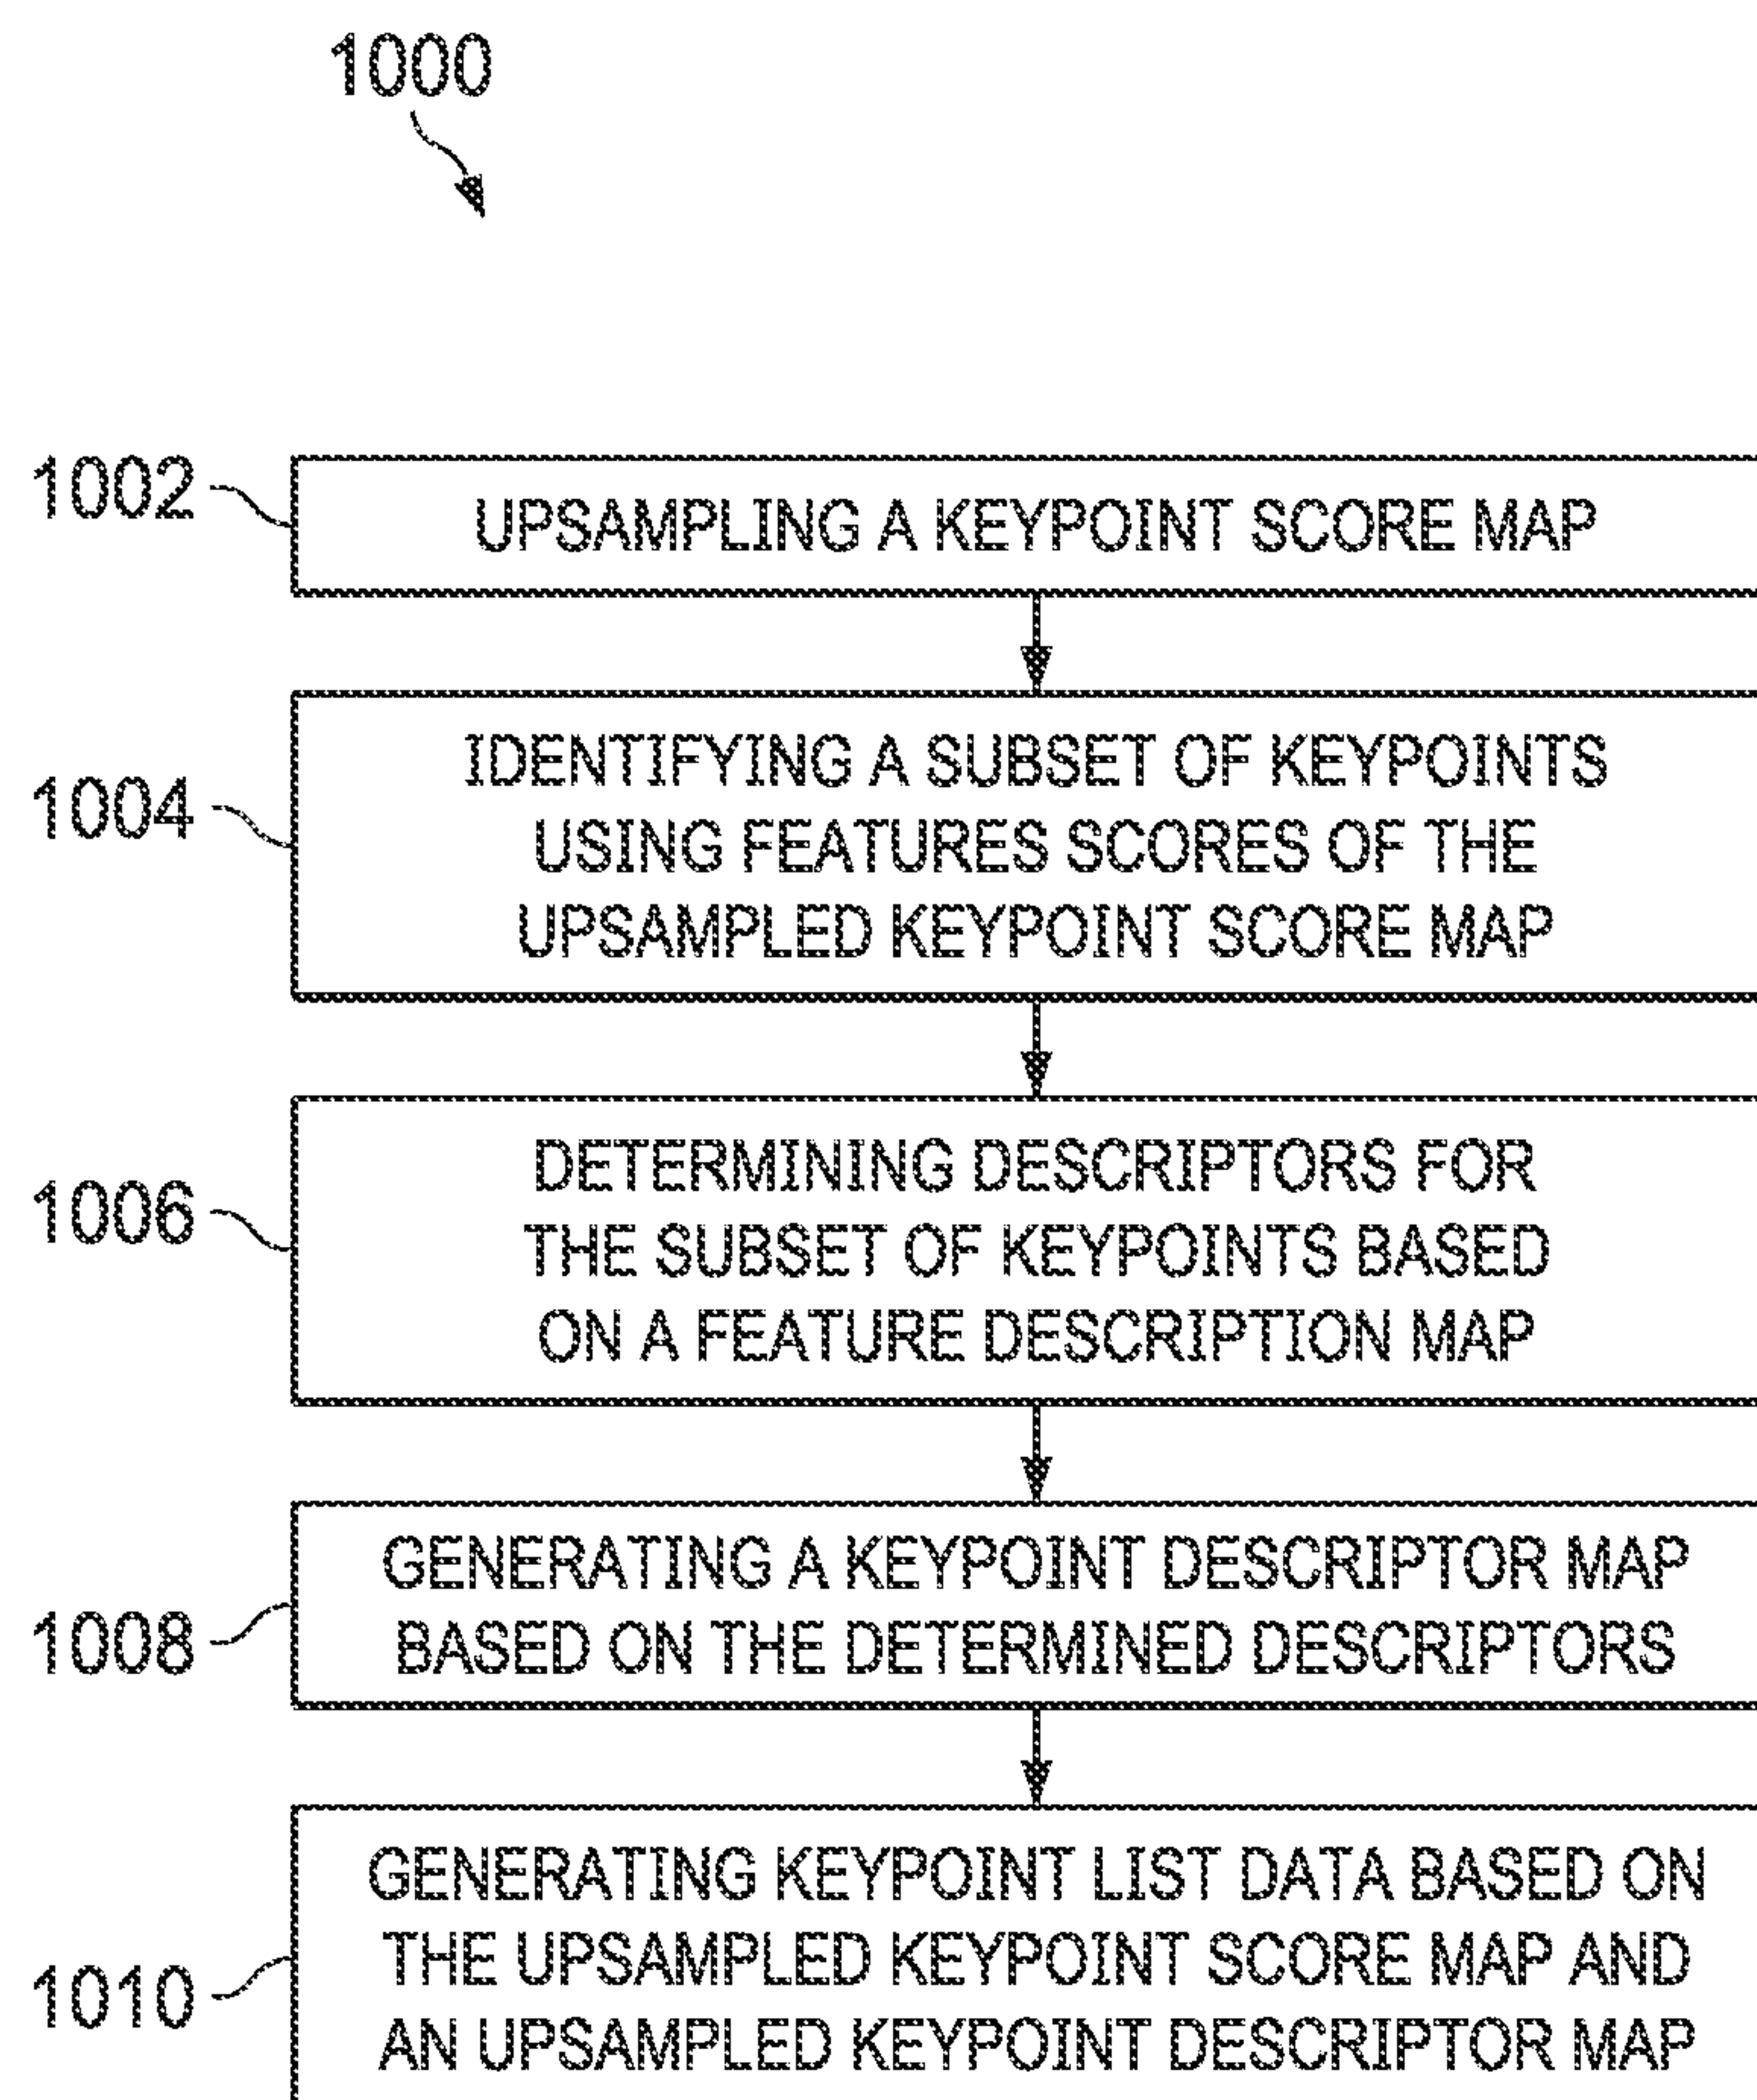 1000
1002
UPSAMPLING A KEYPOINT SCORE MAP
1004
IDENTIFYING A SUBSET OF KEYPOINTS
USING FEATURES SCORES OF THE
UPSAMPLED KEYPOINT SCORE MAP
1006
DETERMINING DESCRIPTORS FOR
THE SUBSET OF KEYPOINTS BASED
ON A FEATURE DESCRIPTION MAP
1008
GENERATING A KEYPOINT DESCRIPTOR MAP
BASED ON THE DETERMINED DESCRIPTORS
1010
GENERATING KEYPOINT LIST DATA BASED ON
THE UPSAMPLED KEYPOINT SCORE MAP AND
AN UPSAMPLED KEYPOINT DESCRIPTOR MAP